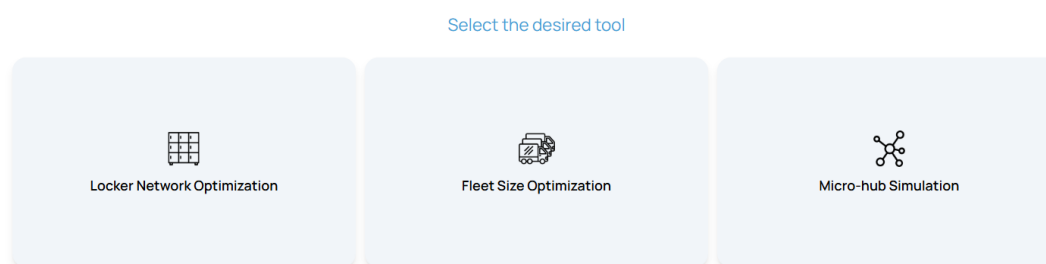 Select the desired tool
Locker Network Optimization
Fleet Size Optimization
Micro-hub Simulation